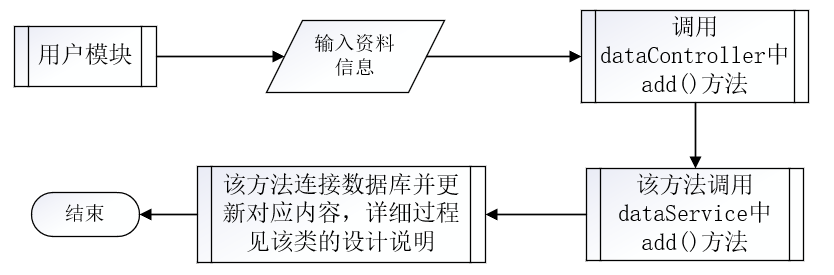 用户模块
输入资料
信息
调用
dataController中
add()方法
该方法调用
dataService中
add()方法
该方法连接数据库并更
新对应内容，详细过程
见该类的设计说明
结束